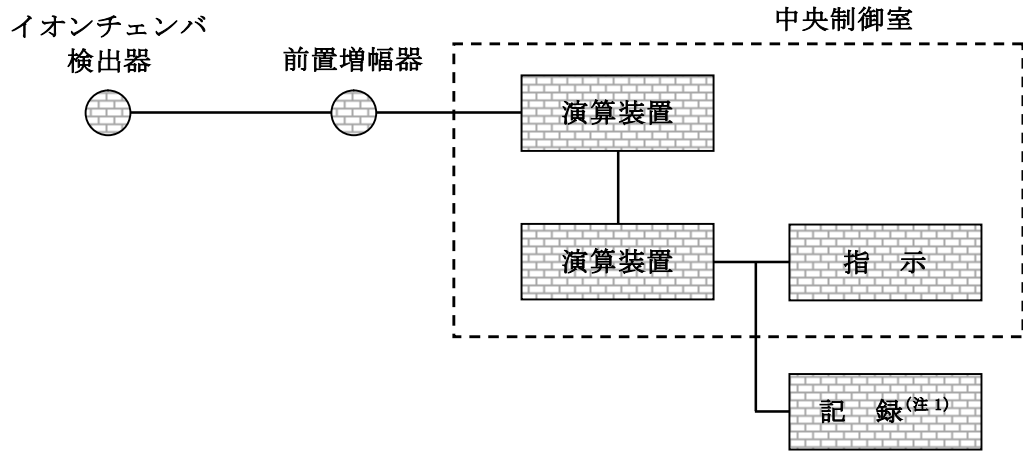 中央制御室
イオンチェンバ
検出器
前置増幅器
演算装置
演算装置
指 示
記 録(注1)